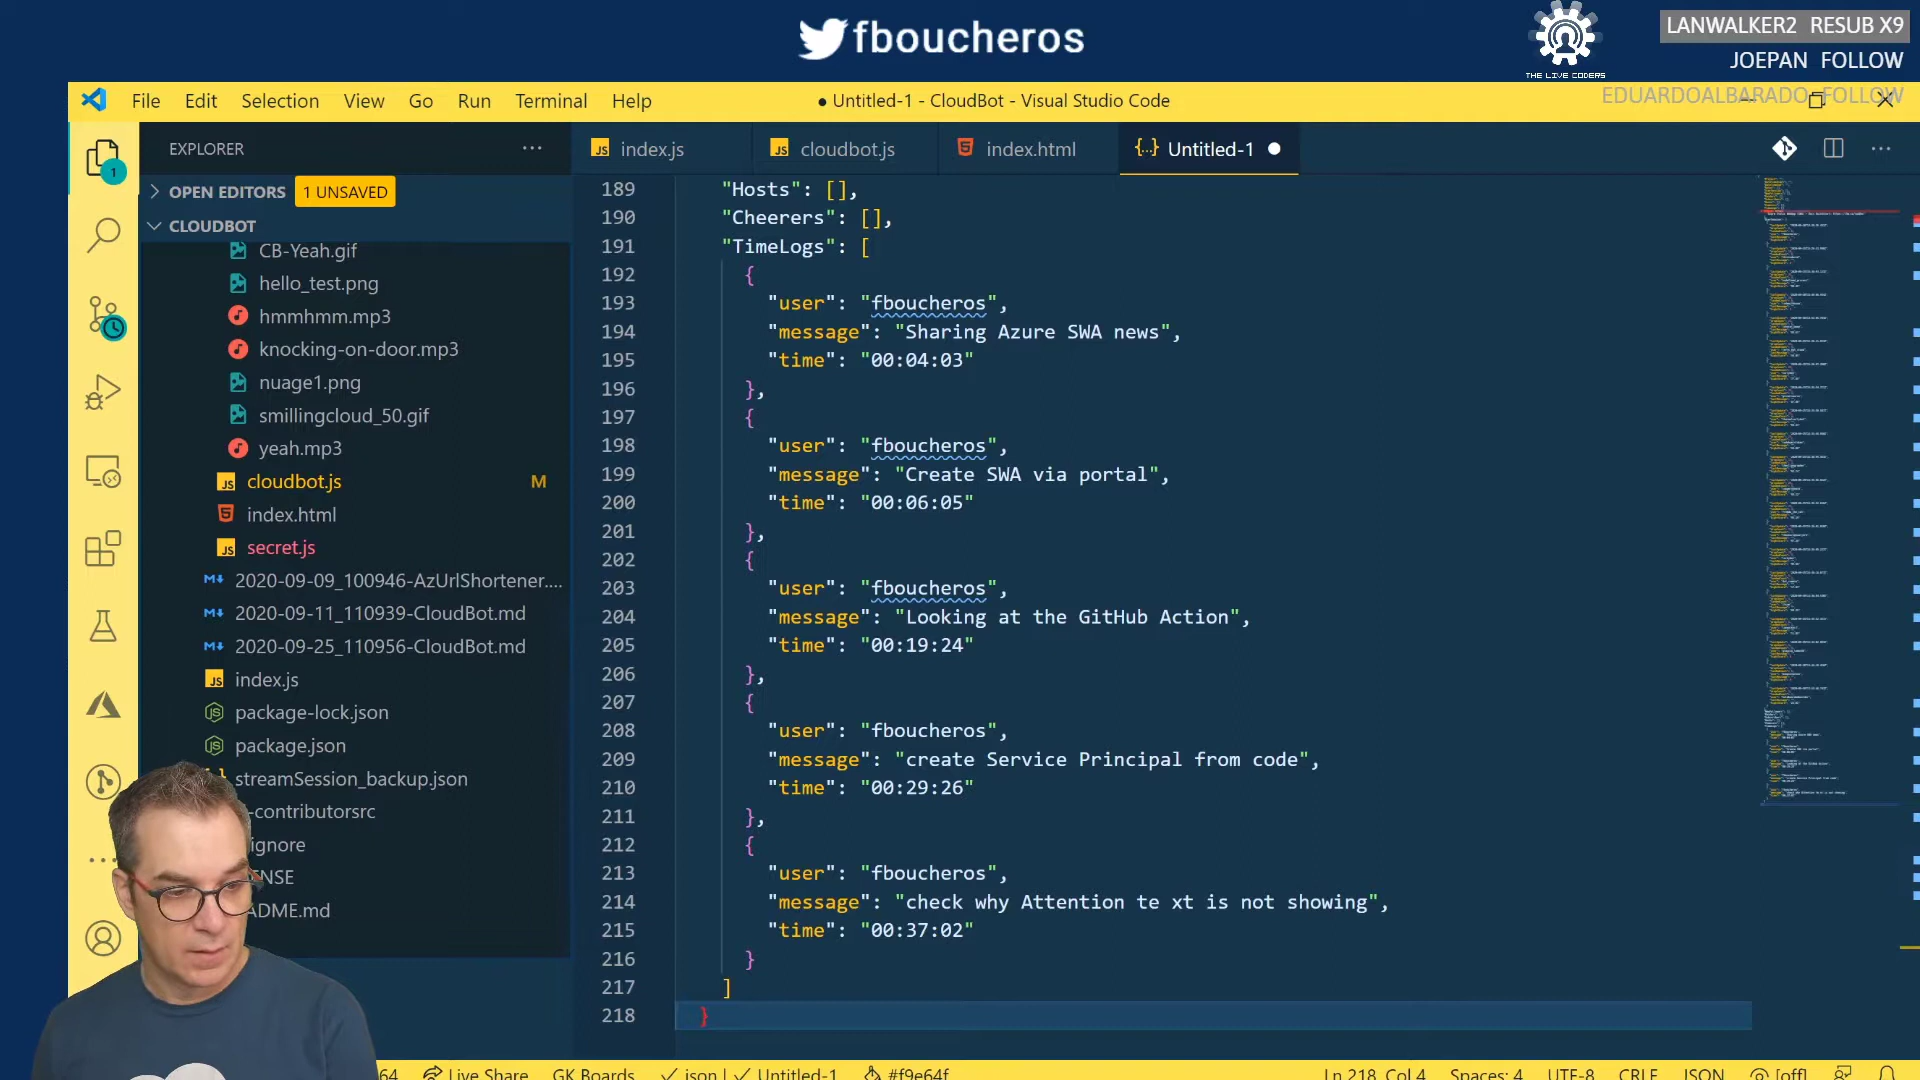 fboucheros
THE LIVE CODERS
LANWALKER2 RESUB X9
JOEPAN FOLLOW
EDUARDOALBARADO FOLLOW
File Edit Selection View Go Run Terminal Help
● Untitled-1 - CloudBot - Visual Studio Code
EXPLORER
JS index.js
JS cloudbot.js
index.html
{..} Untitled-1
1
OPEN EDITORS 1 UNSAVED
CLOUDBOT
CB-Yeah.gif
hello_test.png
hmmhmm.mp3
knocking-on-door.mp3
nuage1.png
smillingcloud_50.gif
yeah.mp3
JS cloudbot.js M
index.html
JS secret.js
2020-09-09_100946-AzUrlShortener....
2020-09-11_110939-CloudBot.md
2020-09-25_110956-CloudBot.md
JS index.js
package-lock.json
package.json
streamSession_backup.json
-contributorsrc
ignore
ENSE
ADME.md
189 "Hosts": [],
190 "Cheerers": [],
191 "TimeLogs": [
192 {
193 "user": "fboucheros",
194 "message": "Sharing Azure SWA news",
195 "time": "00:04:03"
196 },
197 {
198 "user": "fboucheros",
199 "message": "Create SWA via portal",
200 "time": "00:06:05"
201 },
202 {
203 "user": "fboucheros",
204 "message": "Looking at the GitHub Action",
205 "time": "00:19:24"
206 },
207 {
208 "user": "fboucheros",
209 "message": "create Service Principal from code",
210 "time": "00:29:26"
211 },
212 {
213 "user": "fboucheros",
214 "message": "check why Attention te xt is not showing",
215 "time": "00:37:02"
216 }
217 ]
218 }
64 Live Share GK Boards ✓ json | ✓ Untitled-1 #f9e64f Ln 218, Col 4 Spaces: 4 UTF-8 CRLF JSON [off]